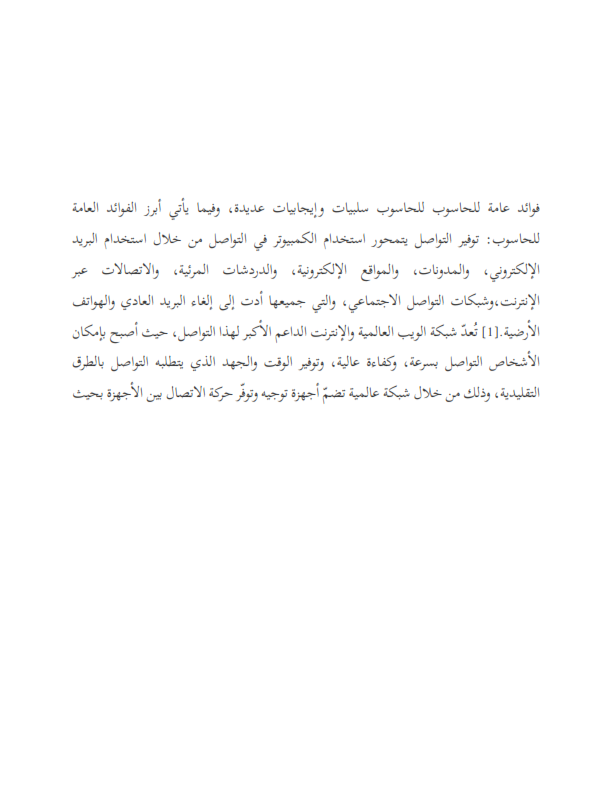 فوائد عامة للحاسوب للحاسوب سلبيات وإيجابيات عديدة، وفيما يأتي أبرز الفوائد العامة
للحاسوب: توفير التواصل يتمحور استخدام الكمبيوتر في التواصل من خلال استخدام البريد
الإلكتروني، والمدونات، والمواقع الإلكترونية، والدردشات المرئية، والاتصالات عبر
الإنترنت،وشبكات التواصل الاجتماعي، والتي جميعها أدت إلى إلغاء البريد العادي والهواتف
الأرضية.[1] تُعدّ شبكة الويب العالمية والإنترنت الداعم الأكبر لهذا التواصل، حيث أصبح بإمكان
الأشخاص التواصل بسرعة، وكفاءة عالية، وتوفير الوقت والجهد الذي يتطلبه التواصل بالطرق
التقليدية، وذلك من خلال شبكة عالمية تضمّ أجهزة توجيه وتوفّر حركة الاتصال بين الأجهزة بحيث